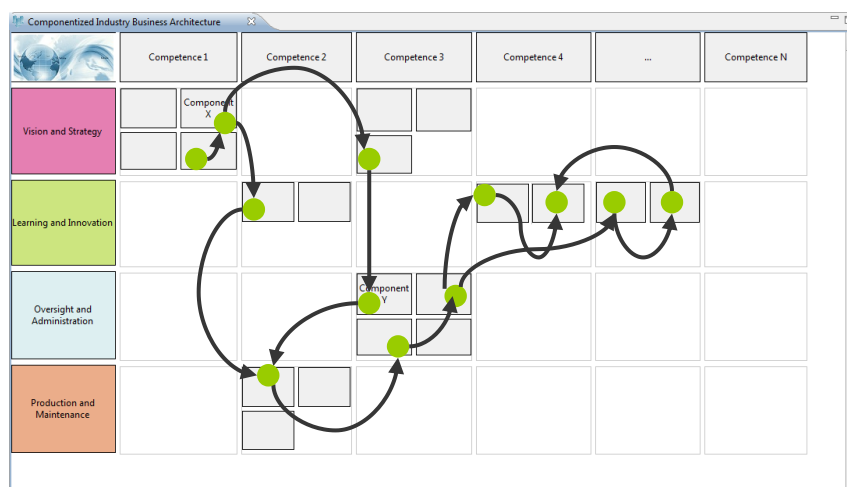 Componentized Industry Business Architecture
Competence 1
Competence 2
Competence 3
Competence 4
...
Competence N
Vision and Strategy
Component
X
Learning and Innovation
Oversight and
Administration
Component
Y
Production and
Maintenance